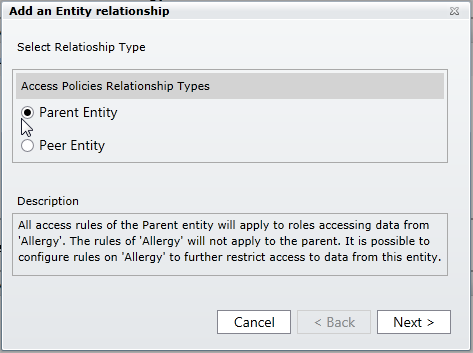 Add an Entity relationship
Select Relatioship Type
Access Policies Relationship Types
Parent Entity
Peer Entity
Description
All access rules of the Parent entity will apply to roles accessing data from
'Allergy'. The rules of 'Allergy' will not apply to the parent. It is possible to
configure rules on 'Allergy' to further restrict access to data from this entity.
Cancel
< Back
Next >